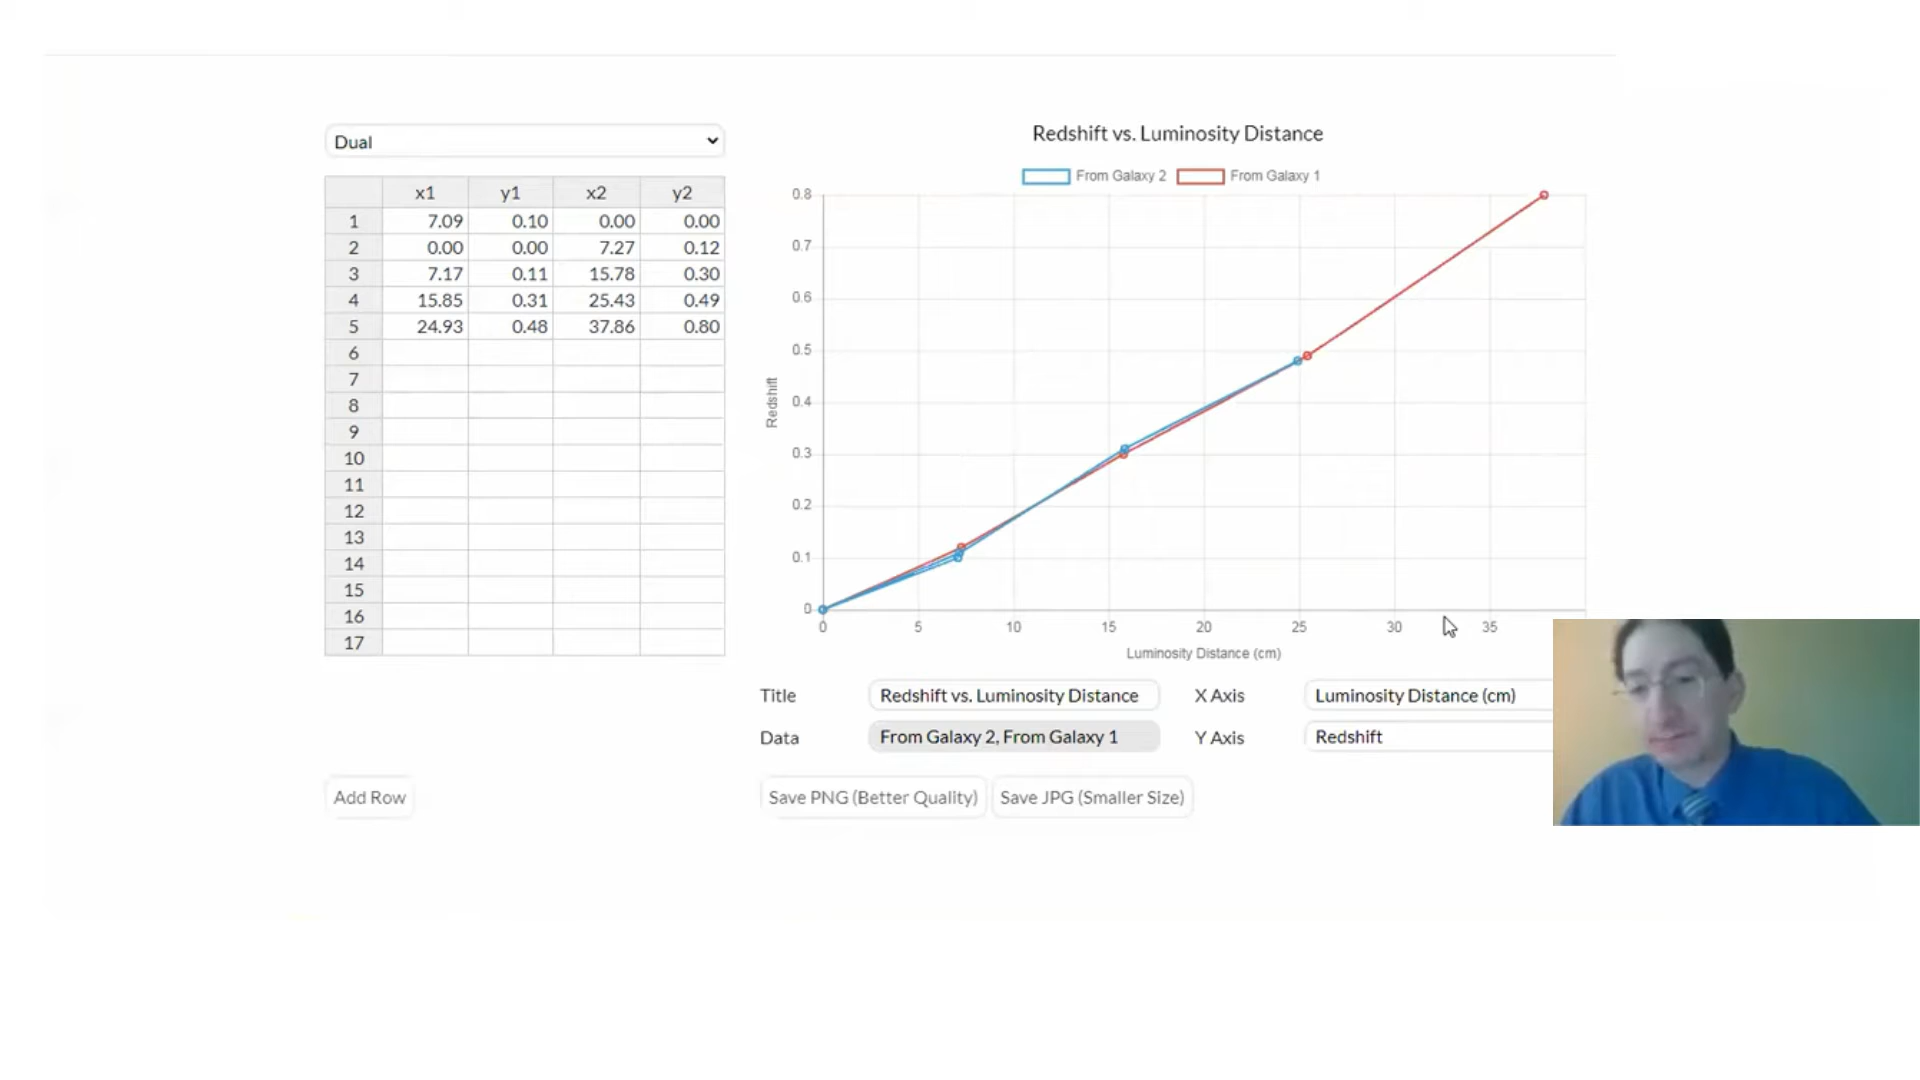 Dual
x1 y1 x2 y2
1 7.09 0.10 0.00 0.00
2 0.00 0.00 7.27 0.12
3 7.17 0.11 15.78 0.30
4 15.85 0.31 25.43 0.49
5 24.93 0.48 37.86 0.80
6
7
8
9
10
11
12
13
14
15
16
17
Add Row
Redshift vs. Luminosity Distance
From Galaxy 2 From Galaxy 1
0.8
0.7
0.6
0.5
0.4
0.3
0.2
0.1
0
Redshift
0 5 10 15 20 25 30 35
Luminosity Distance (cm)
Title Redshift vs. Luminosity Distance X Axis Luminosity Distance (cm)
Data From Galaxy 2, From Galaxy 1 Y Axis Redshift
Save PNG (Better Quality) Save JPG (Smaller Size)